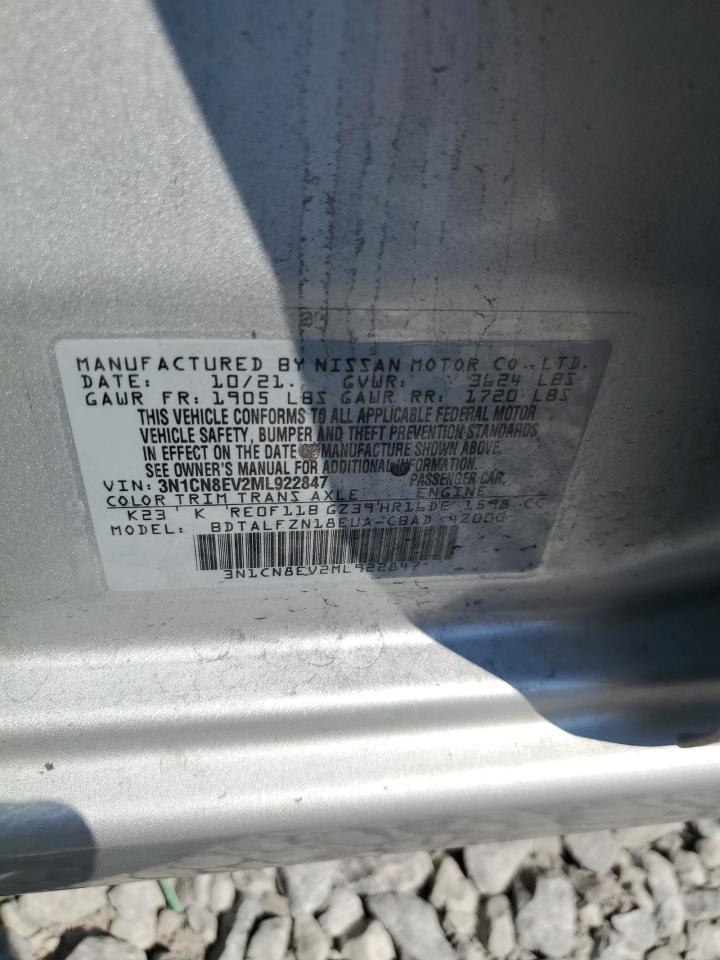 MANUFACTURED BY NISSAN MOTOR CO., LTD.
DATE: 10/21. GVWR: 3624 LBS
GAWR FR: 1905 LBS GAWR RR: 1720 LBS
THIS VEHICLE CONFORMS TO ALL APPLICABLE FEDERAL MOTOR
VEHICLE SAFETY, BUMPER AND THEFT PREVENTION STANDARDS
IN EFFECT ON THE DATE OF MANUFACTURE SHOWN ABOVE.
SEE OWNER'S MANUAL FOR ADDITIONAL INFORMATION.
VIN: 3N1CN8EV2ML922847 PASSENGER CAR.
COLOR TRIM TRANS AXLE ENGINE
K23 K RE0F11B GZ39 HR16DE 1598 CC
MODEL: BDTALFZN18EUA-CBAD
3N1CN8EV2ML922847